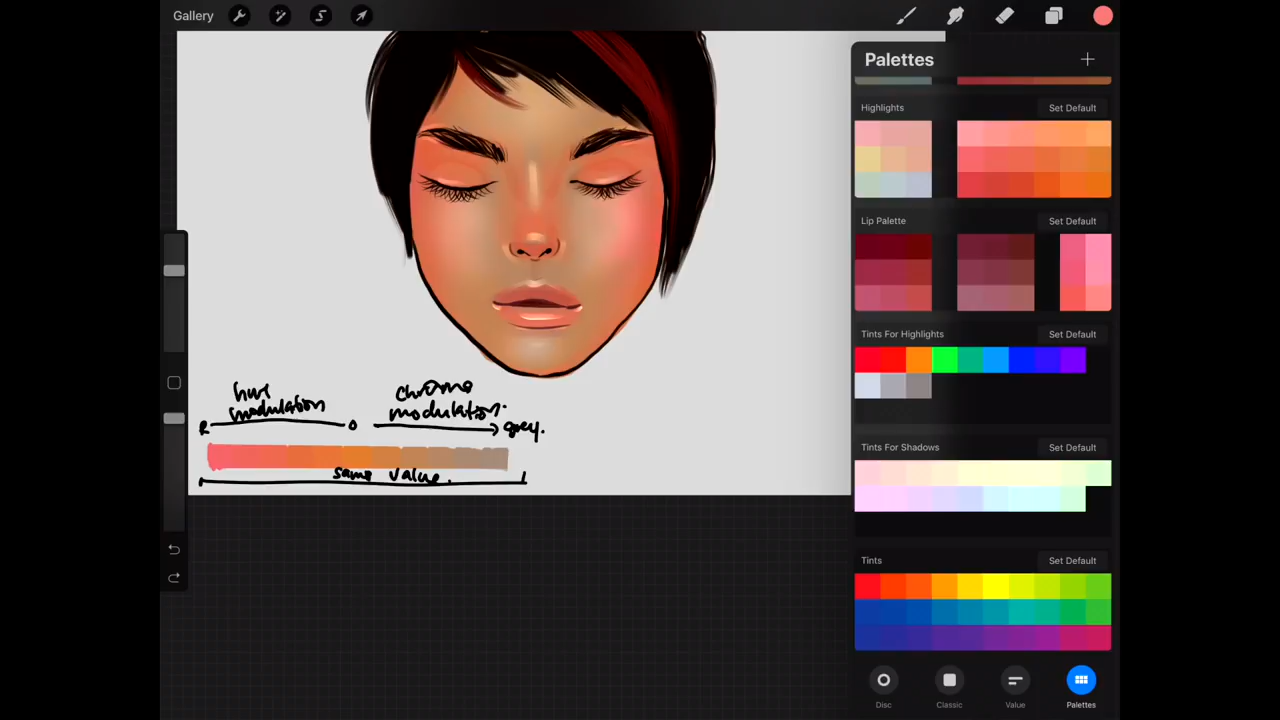 Gallery
Palettes
Highlights
Set Default
Lip Palette
Set Default
Tints For Highlights
Set Default
Tints For Shadows
Set Default
Tints
Set Default
Disc
Classic
Value
Palettes
hue
modulation
chroma
modulation.
R
O
grey.
same value.